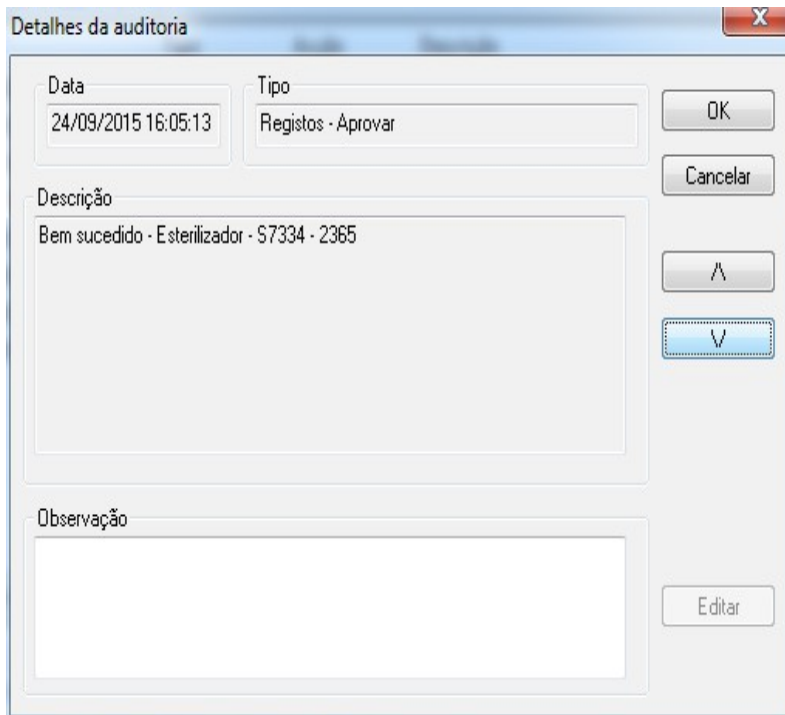 Detalhes da auditoria
Data
24/09/2015 16:05:13
Tipo
Registos - Aprovar
OK
Cancelar
Descrição
Bem sucedido - Esterilizador - S7334 - 2365
/\
\/
Observação
Editar